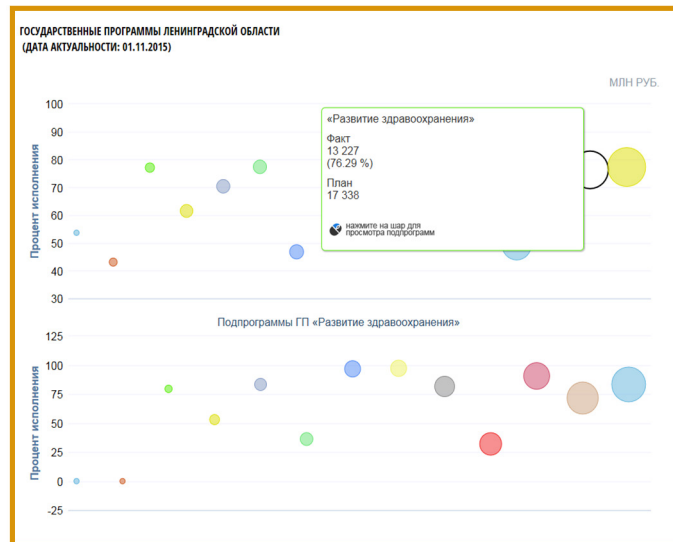 ГОСУДАРСТВЕННЫЕ ПРОГРАММЫ ЛЕНИНГРАДСКОЙ ОБЛАСТИ
(ДАТА АКТУАЛЬНОСТИ: 01.11.2015)
МЛН РУБ.
Процент исполнения
100
90
80
70
60
50
40
30
«Развитие здравоохранения»
Факт
13 227
(76.29 %)
План
17 338
нажмите на шар для
просмотра подпрограмм
Подпрограммы ГП «Развитие здравоохранения»
Процент исполнения
125
100
75
50
25
0
-25